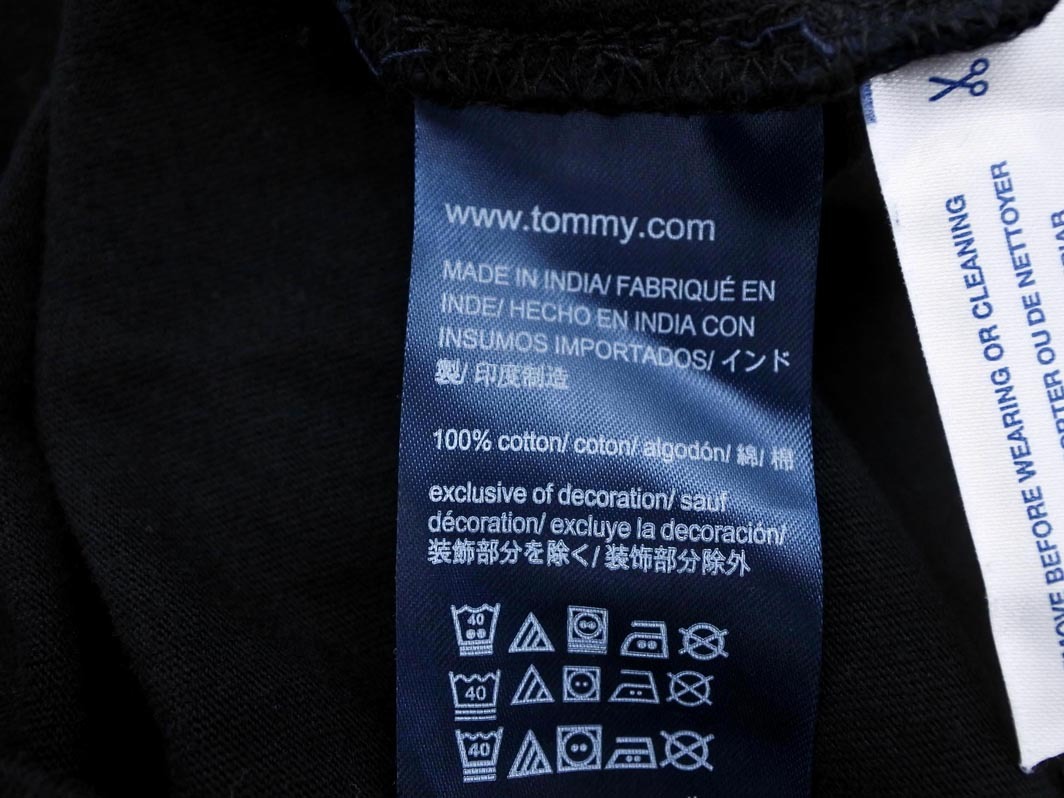 www.tommy.com
MADE IN INDIA/ FABRIQUÉ EN
INDE/ HECHO EN INDIA CON
INSUMOS IMPORTADOS/ インド
製/ 印度制造
100% cotton/ coton/ algodón/ 綿/ 棉
exclusive of decoration/ sauf
décoration/ excluye la decoración/
装飾部分を除く/ 装饰部分除外
40
40
40
BEFORE WEARING OR CLEANING
OU DE NETTOYER